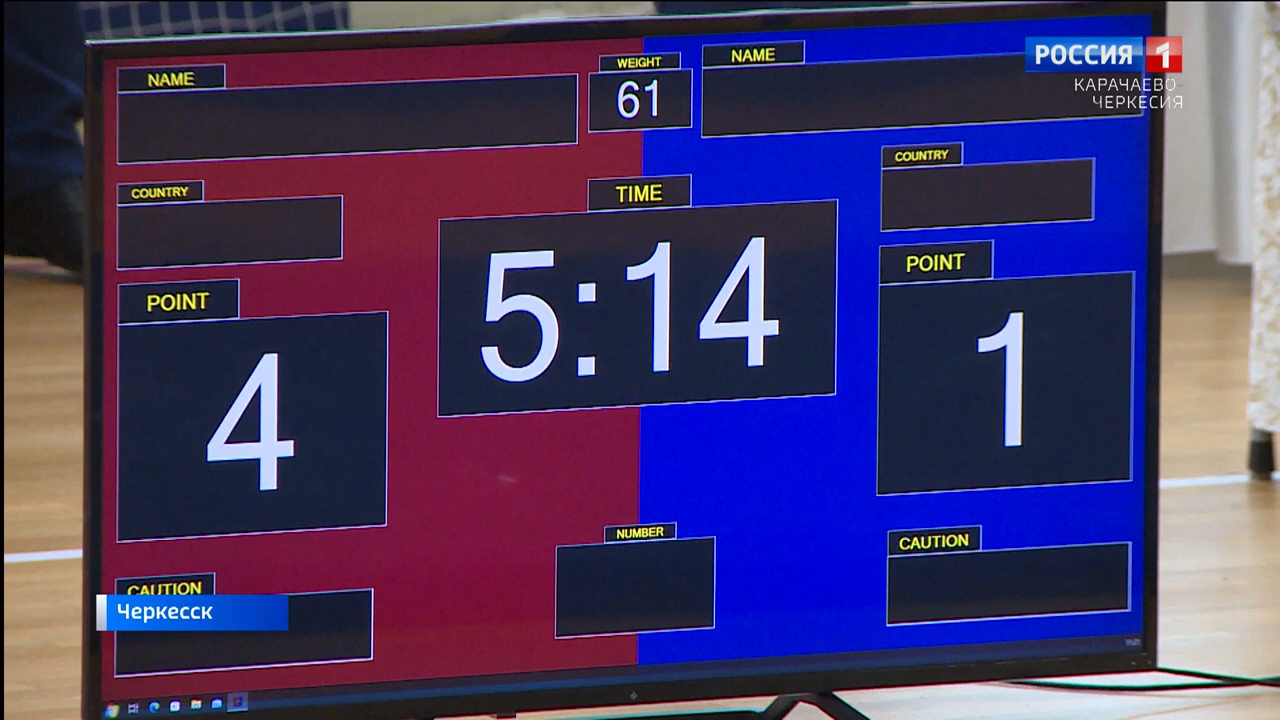 NAME
WEIGHT
61
NAME
РОССИЯ 1
КАРАЧАЕВО-
ЧЕРКЕСИЯ
COUNTRY
TIME
5:14
COUNTRY
POINT
4
POINT
1
NUMBER
CAUTION
CAUTION
Черкесск